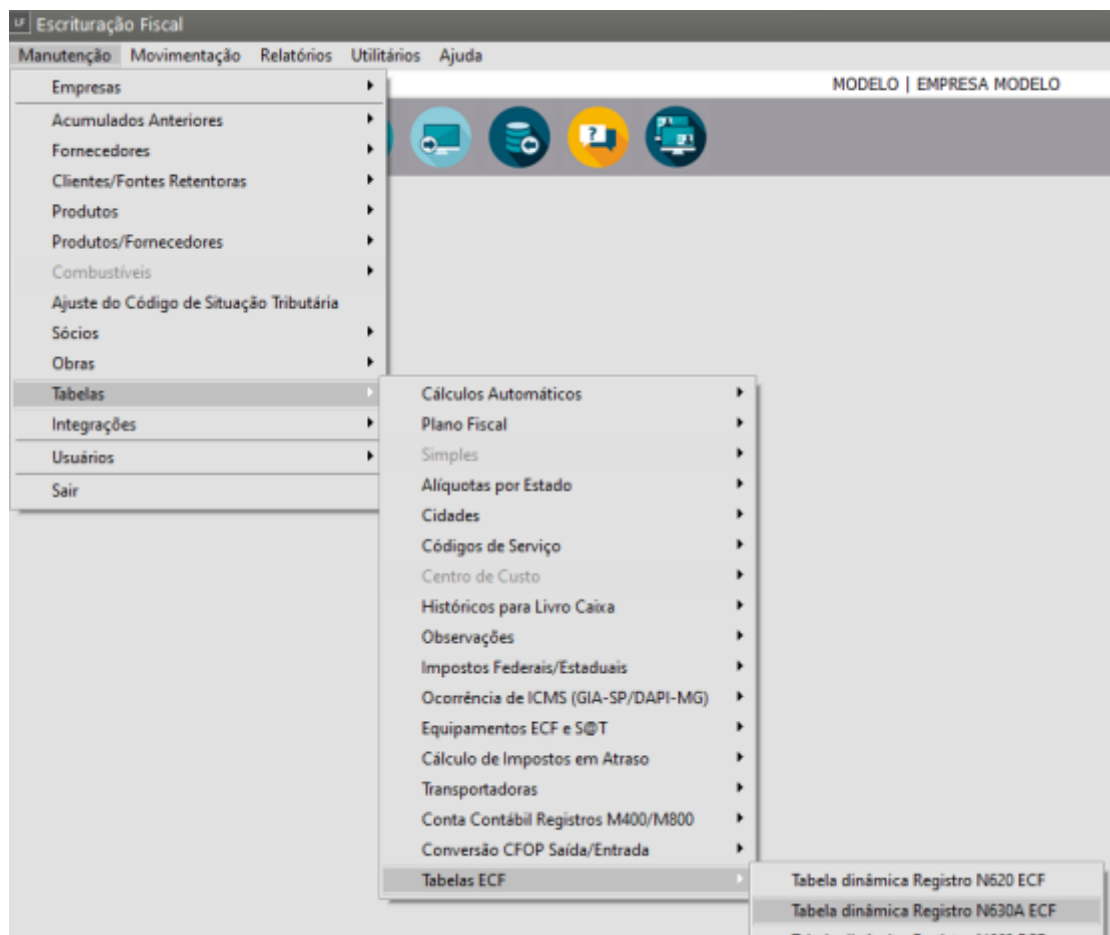 LF Escrituração Fiscal
Manutenção Movimentação Relatórios Utilitários Ajuda
MODELO | EMPRESA MODELO
Empresas
Acumulados Anteriores
Fornecedores
Clientes/Fontes Retentoras
Produtos
Produtos/Fornecedores
Combustíveis
Ajuste do Código de Situação Tributária
Sócios
Obras
Tabelas
Integrações
Usuários
Sair
Cálculos Automáticos
Plano Fiscal
Simples
Alíquotas por Estado
Cidades
Códigos de Serviço
Centro de Custo
Históricos para Livro Caixa
Observações
Impostos Federais/Estaduais
Ocorrência de ICMS (GIA-SP/DAPI-MG)
Equipamentos ECF e S@T
Cálculo de Impostos em Atraso
Transportadoras
Conta Contábil Registros M400/M800
Conversão CFOP Saída/Entrada
Tabelas ECF
Tabela dinâmica Registro N620 ECF
Tabela dinâmica Registro N630A ECF